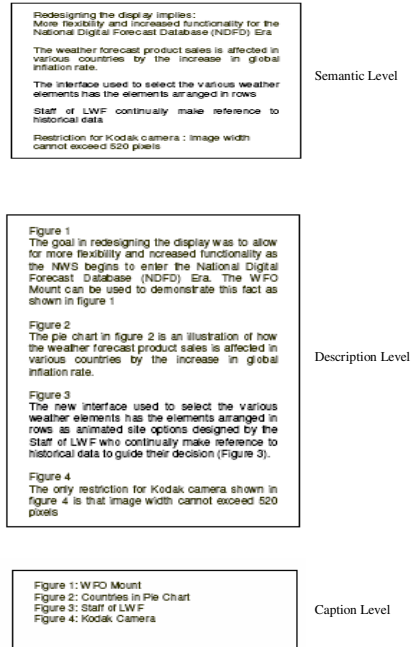 Redesigning the display implies:
More flexibility and increased functionality for the
National Digital Forecast Database (NDFD) Era
The weather forecast product sales is affected in
various countries by the increase in global
inflation rate.
The interface used to select the various weather
elements has the elements arranged in rows
Staff of LWF continually make reference to
historical data
Restriction for Kodak camera : Image width
cannot exceed 520 pixels
Semantic Level
Figure 1
The goal in redesigning the display was to allow
for more flexibility and ncreased functionality as
the NWS begins to enter the National Digital
Forecast Database (NDFD) Era. The WFO
Mount can be used to demonstrate this fact as
shown in figure 1
Figure 2
The pie chart in figure 2 is an illustration of how
the weather forecast product sales is affected in
various countries by the increase in global
inflation rate.
Figure 3
The new interface used to select the various
weather elements has the elements arranged in
rows as animated site options designed by the
Staff of LWF who continually make reference to
historical data to guide their decision (Figure 3).
Figure 4
The only restriction for Kodak camera shown in
figure 4 is that image width cannot exceed 520
pixels
Description Level
Figure 1: WFO Mount
Figure 2: Countries in Pie Chart
Figure 3: Staff of LWF
Figure 4: Kodak Camera
Caption Level